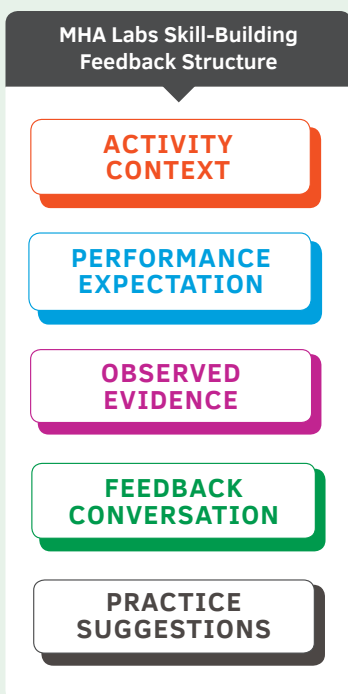 MHA Labs Skill-Building
Feedback Structure
ACTIVITY
CONTEXT
PERFORMANCE
EXPECTATION
OBSERVED
EVIDENCE
FEEDBACK
CONVERSATION
PRACTICE
SUGGESTIONS